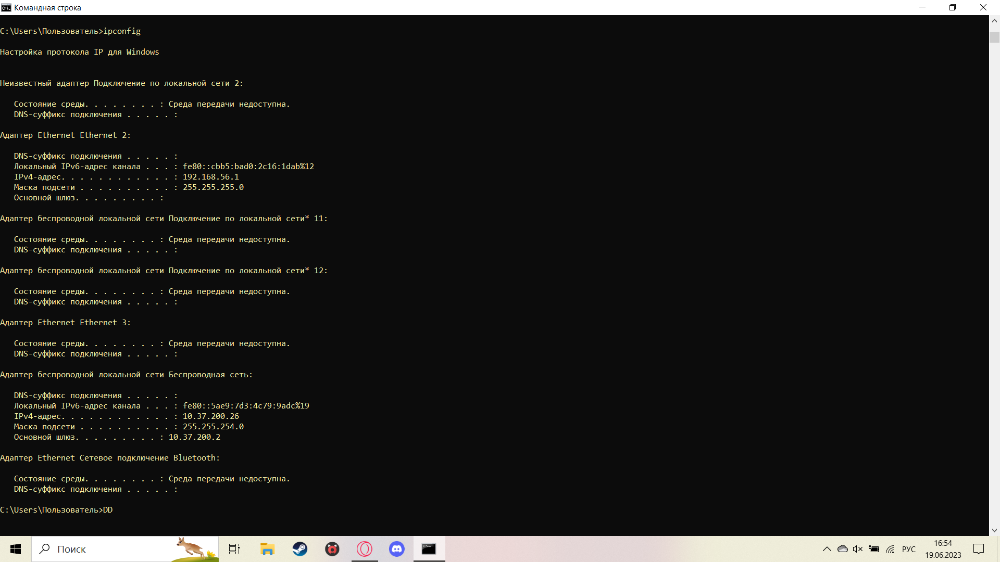 Командная строка
C:\Users\Пользователь>ipconfig
Настройка протокола IP для Windows
Неизвестный адаптер Подключение по локальной сети 2:
Состояние среды. . . . . . . . : Среда передачи недоступна.
DNS-суффикс подключения . . . . . :
Адаптер Ethernet Ethernet 2:
DNS-суффикс подключения . . . . . :
Локальный IPv6-адрес канала . . . : fe80::cbb5:bad0:2c16:1dab%12
IPv4-адрес. . . . . . . . . . . . : 192.168.56.1
Маска подсети . . . . . . . . . . : 255.255.255.0
Основной шлюз. . . . . . . . . :
Адаптер беспроводной локальной сети Подключение по локальной сети* 11:
Состояние среды. . . . . . . . : Среда передачи недоступна.
DNS-суффикс подключения . . . . . :
Адаптер беспроводной локальной сети Подключение по локальной сети* 12:
Состояние среды. . . . . . . . : Среда передачи недоступна.
DNS-суффикс подключения . . . . . :
Адаптер Ethernet Ethernet 3:
Состояние среды. . . . . . . . : Среда передачи недоступна.
DNS-суффикс подключения . . . . . :
Адаптер беспроводной локальной сети Беспроводная сеть:
DNS-суффикс подключения . . . . . :
Локальный IPv6-адрес канала . . . : fe80::5ae9:7d3:4c79:9adc%19
IPv4-адрес. . . . . . . . . . . . : 10.37.200.26
Маска подсети . . . . . . . . . . : 255.255.254.0
Основной шлюз. . . . . . . . . : 10.37.200.2
Адаптер Ethernet Сетевое подключение Bluetooth:
Состояние среды. . . . . . . . : Среда передачи недоступна.
DNS-суффикс подключения . . . . . :
C:\Users\Пользователь>DD
Поиск
РУС
16:54
19.06.2023